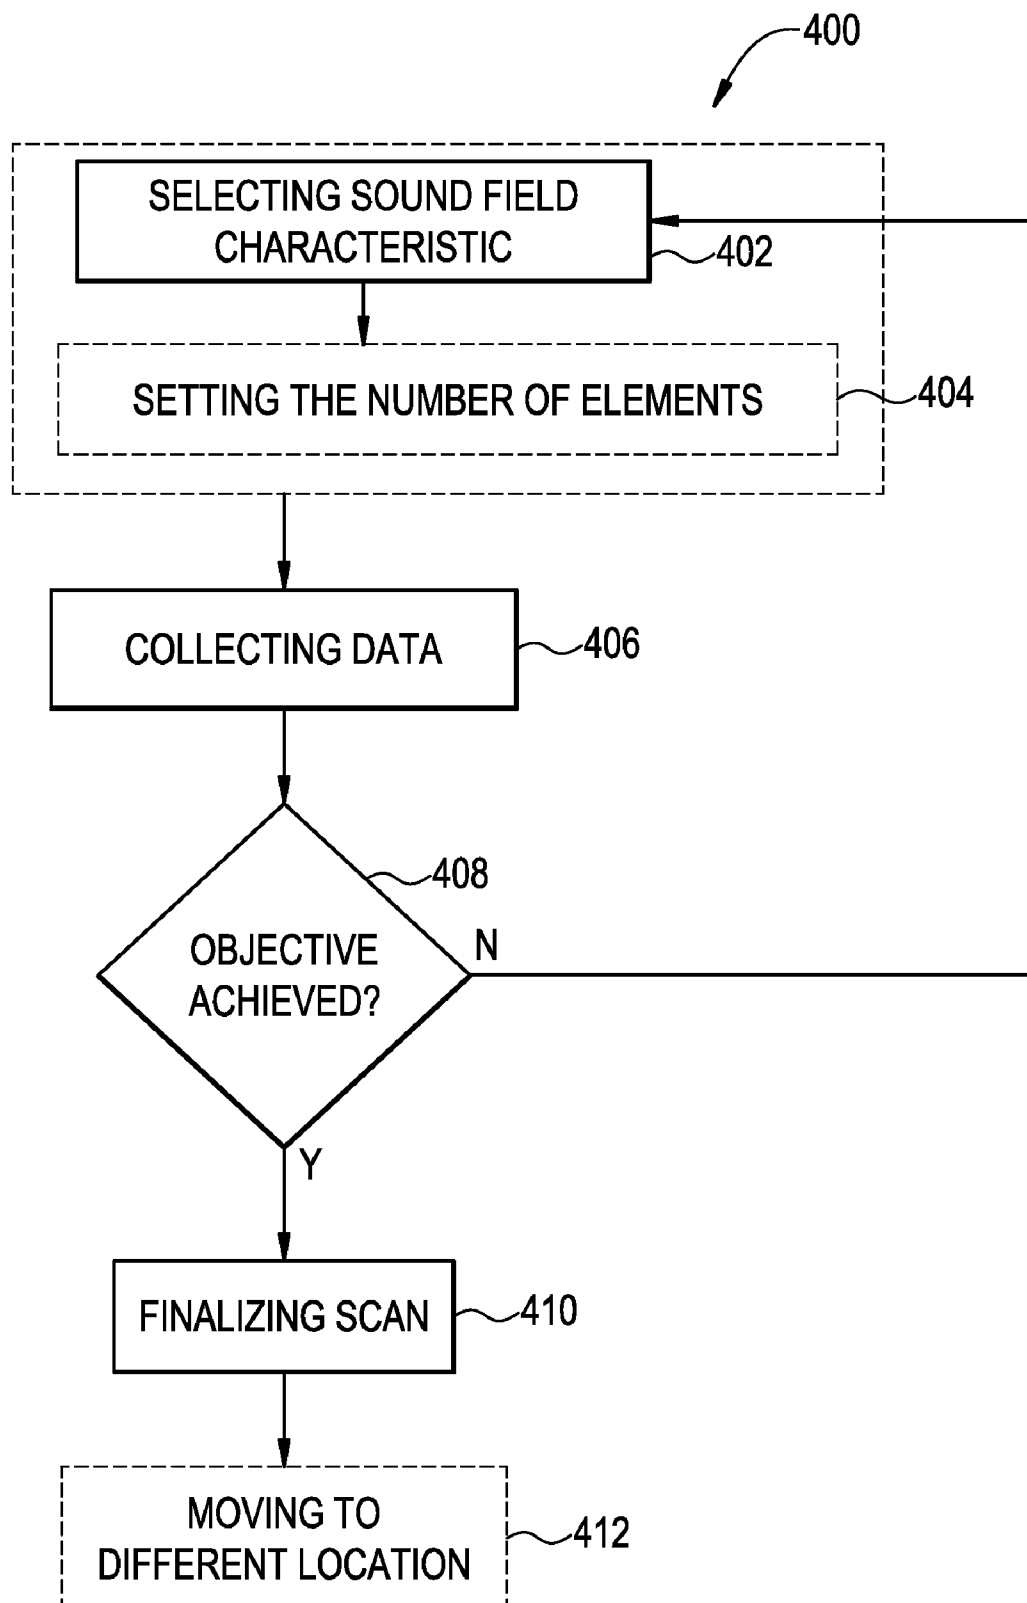 400
SELECTING SOUND FIELD
CHARACTERISTIC
402
SETTING THE NUMBER OF ELEMENTS
404
COLLECTING DATA
406
408
OBJECTIVE
ACHIEVED?
N
Y
FINALIZING SCAN
410
MOVING TO
DIFFERENT LOCATION
412